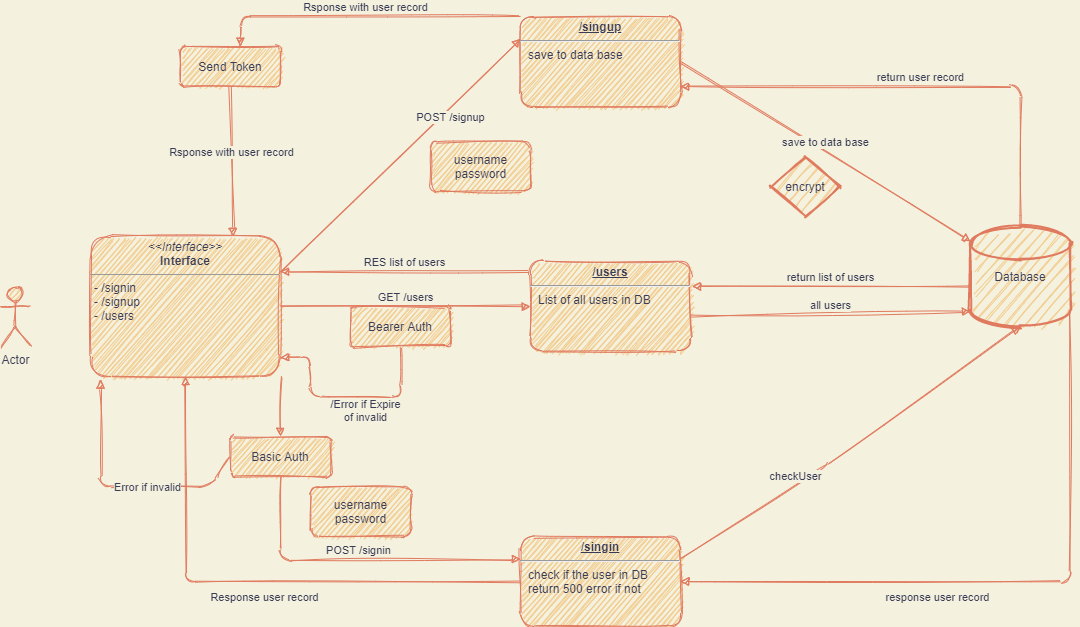 Rsponse with user record
/singup
save to data base
Send Token
return user record
POST /signup
save to data base
Rsponse with user record
username
password
encrypt
<<Interface>>
Interface
- /signin
- /signup
- /users
RES list of users
/users
List of all users in DB
return list of users
Database
GET /users
all users
Bearer Auth
Actor
/Error if Expire
of invalid
Basic Auth
Error if invalid
username
password
checkUser
POST /signin
/singin
check if the user in DB
return 500 error if not
Response user record
response user record